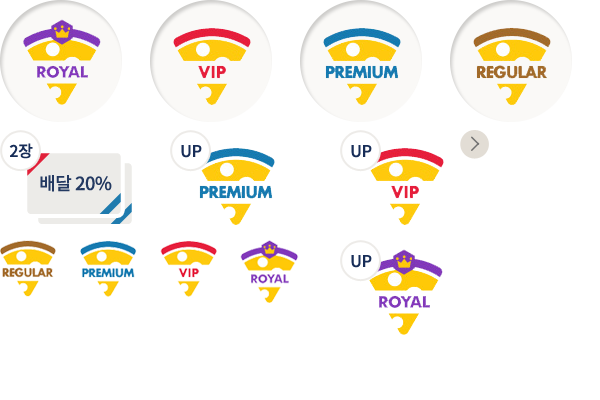 ROYAL
VIP
PREMIUM
REGULAR
2장
배달 20%
UP
PREMIUM
UP
VIP
REGULAR
PREMIUM
VIP
ROYAL
UP
ROYAL